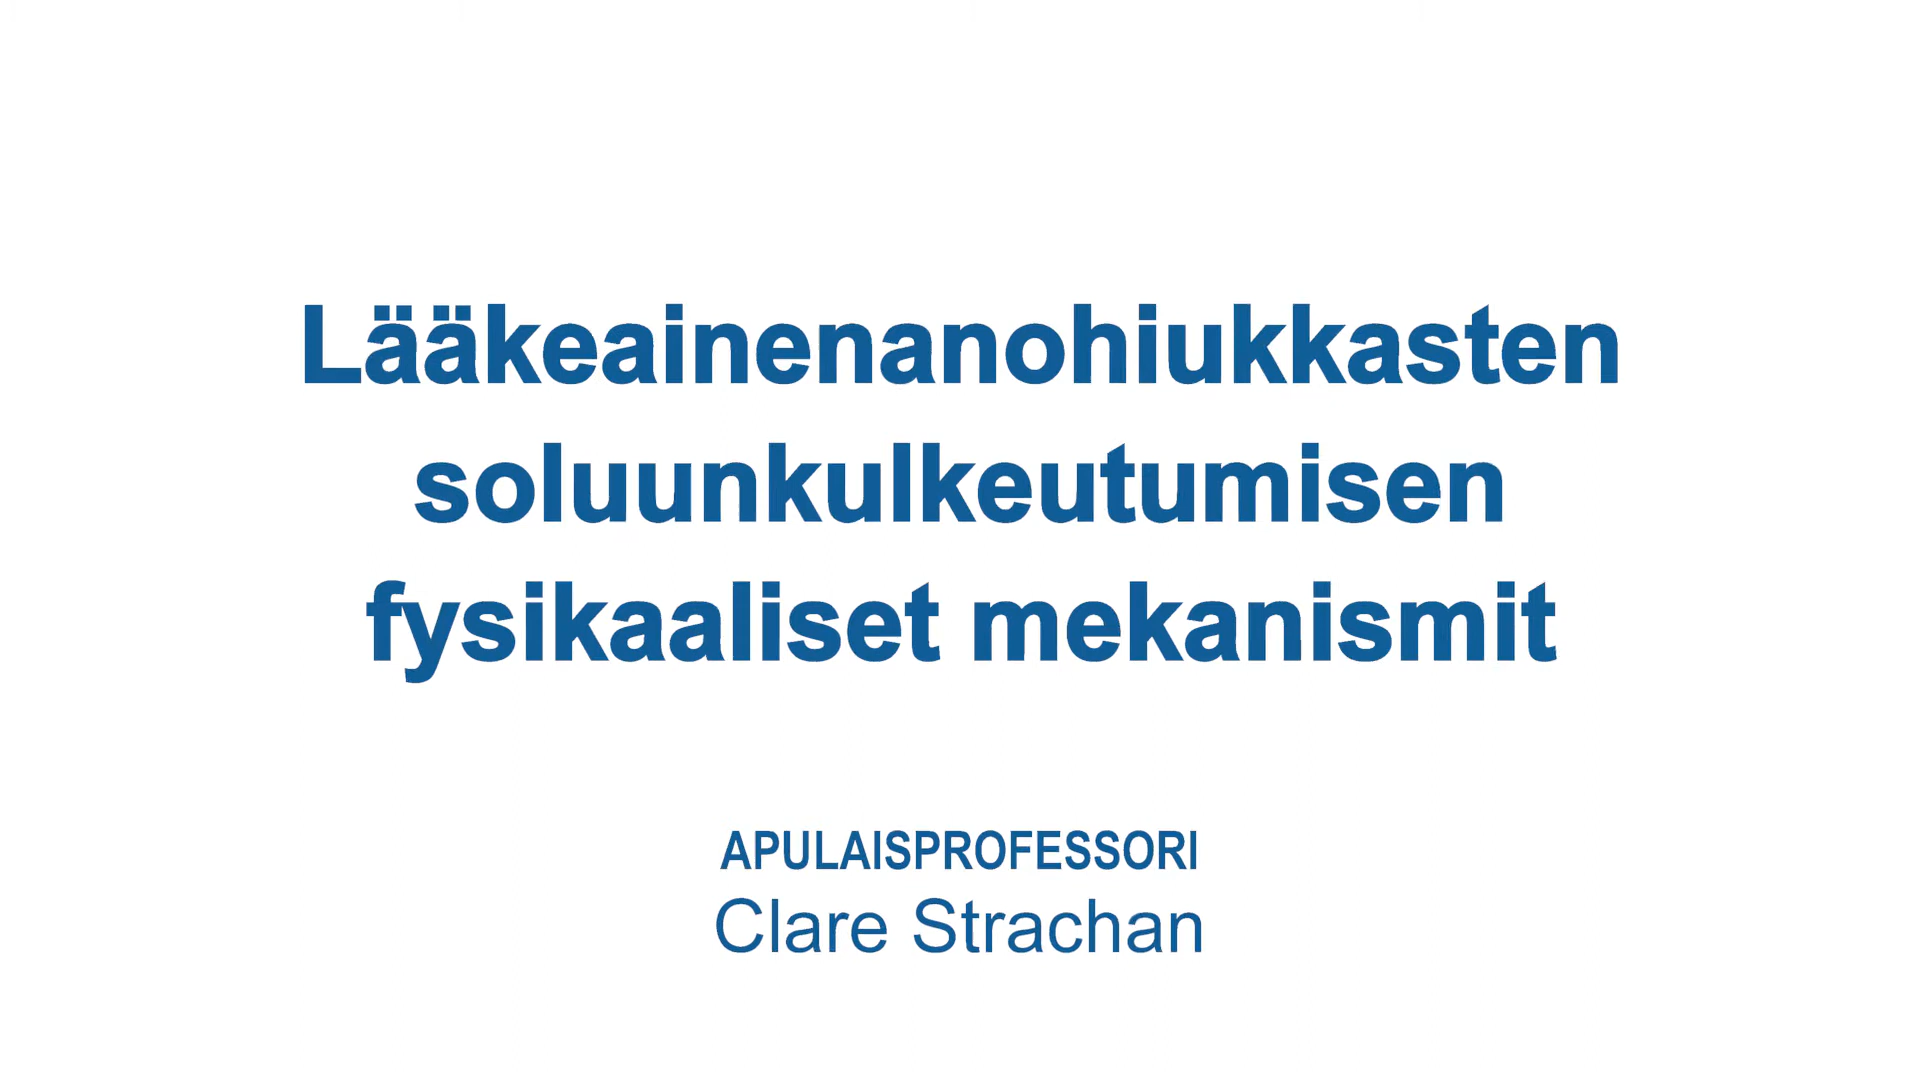 Lääkeainenanohiukkasten
soluunkulkeutumisen
fysikaaliset mekanismit
APULAISPROFESSORI
Clare Strachan